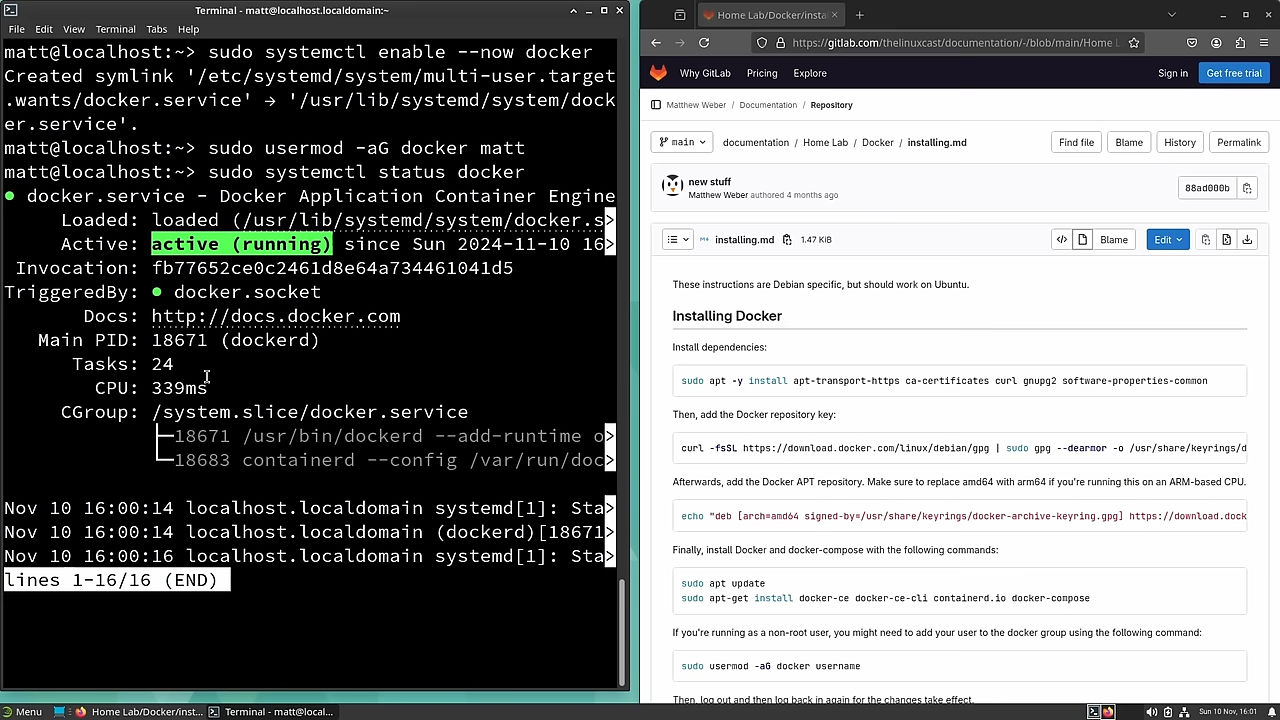 Terminal - matt@localhost.localdomain:~
File Edit View Terminal Tabs Help
matt@localhost:~> sudo systemctl enable --now docker
Created symlink '/etc/systemd/system/multi-user.target
.wants/docker.service' → '/usr/lib/systemd/system/dock
er.service'.
matt@localhost:~> sudo usermod -aG docker matt
matt@localhost:~> sudo systemctl status docker
● docker.service - Docker Application Container Engine
Loaded: loaded (/usr/lib/systemd/system/docker.s>
Active: active (running) since Sun 2024-11-10 16>
Invocation: fb77652ce0c2461d8e64a734461041d5
TriggeredBy: ● docker.socket
Docs: http://docs.docker.com
Main PID: 18671 (dockerd)
Tasks: 24
CPU: 339ms
CGroup: /system.slice/docker.service
├─18671 /usr/bin/dockerd --add-runtime o>
└─18683 containerd --config /var/run/doc>
Nov 10 16:00:14 localhost.localdomain systemd[1]: Sta>
Nov 10 16:00:14 localhost.localdomain (dockerd)[18671>
Nov 10 16:00:16 localhost.localdomain systemd[1]: Sta>
lines 1-16/16 (END)
Home Lab/Docker/instal
https://gitlab.com/thelinuxcast/documentation/-/blob/main/Home L
Why GitLab Pricing Explore Sign in Get free trial
Matthew Weber / Documentation / Repository
main documentation / Home Lab / Docker / installing.md Find file Blame History Permalink
new stuff
Matthew Weber authored 4 months ago
88ad000b
installing.md 1.47 KiB Blame Edit
These instructions are Debian specific, but should work on Ubuntu.
Installing Docker
Install dependencies:
sudo apt -y install apt-transport-https ca-certificates curl gnupg2 software-properties-common
Then, add the Docker repository key:
curl -fsSL https://download.docker.com/linux/debian/gpg | sudo gpg --dearmor -o /usr/share/keyrings/d
Afterwards, add the Docker APT repository. Make sure to replace amd64 with arm64 if you're running this on an ARM-based CPU.
echo "deb [arch=amd64 signed-by=/usr/share/keyrings/docker-archive-keyring.gpg] https://download.dock
Finally, install Docker and docker-compose with the following commands:
sudo apt update
sudo apt-get install docker-ce docker-ce-cli containerd.io docker-compose
If you're running as a non-root user, you might need to add your user to the docker group using the following command:
sudo usermod -aG docker username
Then, log out and then log back in again for the changes take effect.
Menu Home Lab/Docker/inst... Terminal - matt@local... Sun 10 Nov, 16:01